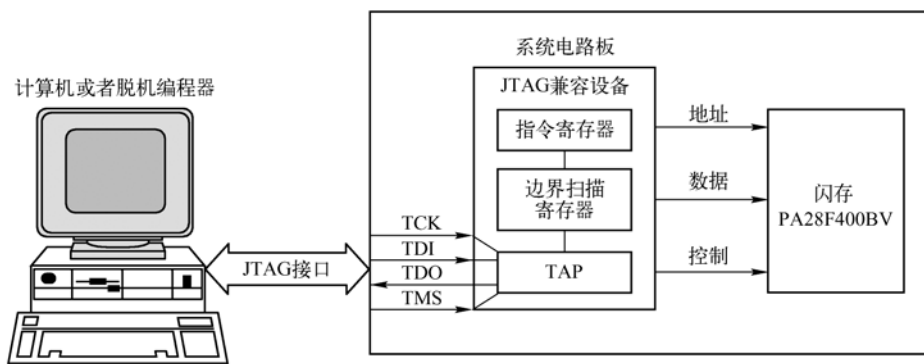 计算机或者脱机编程器
JTAG接口
系统电路板
JTAG兼容设备
指令寄存器
边界扫描
寄存器
TAP
TCK
TDI
TDO
TMS
地址
数据
控制
闪存
PA28F400BV